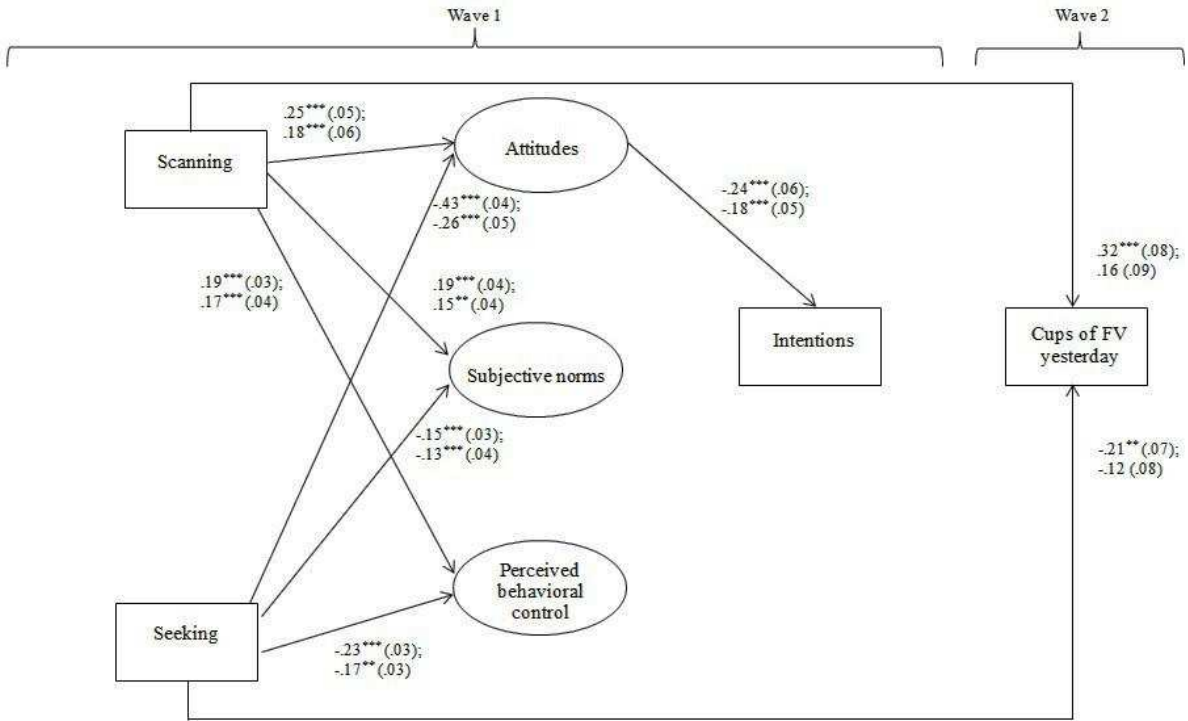 Wave 1
Wave 2
.25***(.05);
.18***(.06)
Scanning
Attitudes
-.43***(.04);
-.26***(.05)
-.24***(.06);
-.18***(.05)
.19***(.03);
.17***(.04)
.19***(.04);
.15**(.04)
.32***(.08);
.16 (.09)
Intentions
Cups of FV
yesterday
Subjective norms
-.15***(.03);
-.13***(.04)
-.21**(.07);
-.12 (.08)
Perceived
behavioral
control
Seeking
-.23***(.03);
-.17**(.03)